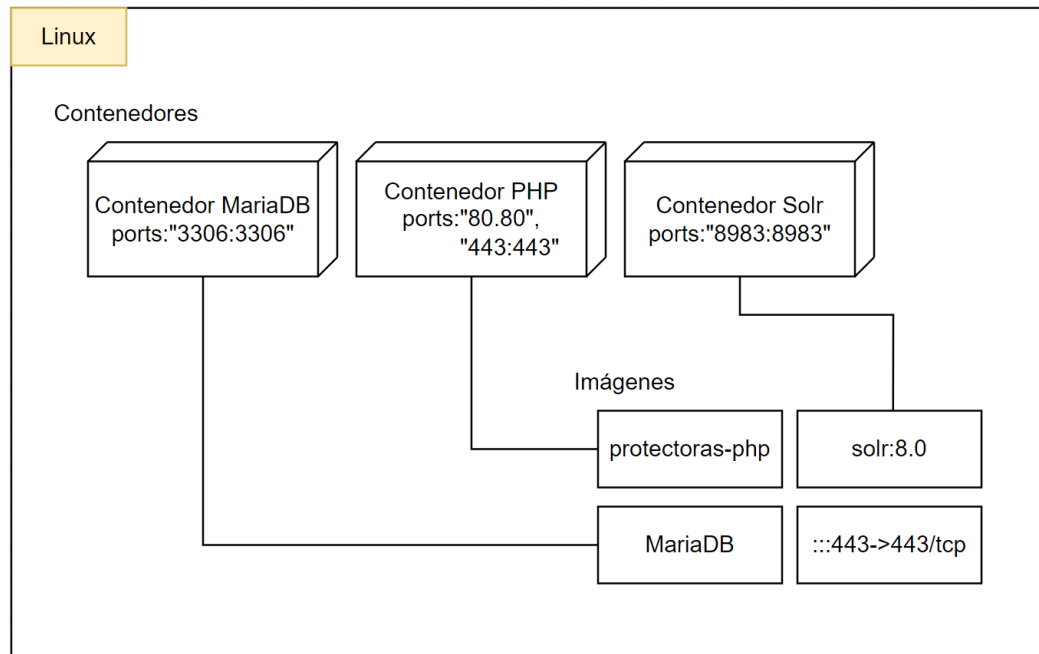 Linux
Contenedores
Contenedor MariaDB
ports:"3306:3306"
Contenedor PHP
ports:"80.80",
"443:443"
Contenedor Solr
ports:"8983:8983"
Imágenes
protectoras-php
solr:8.0
MariaDB
:::443->443/tcp